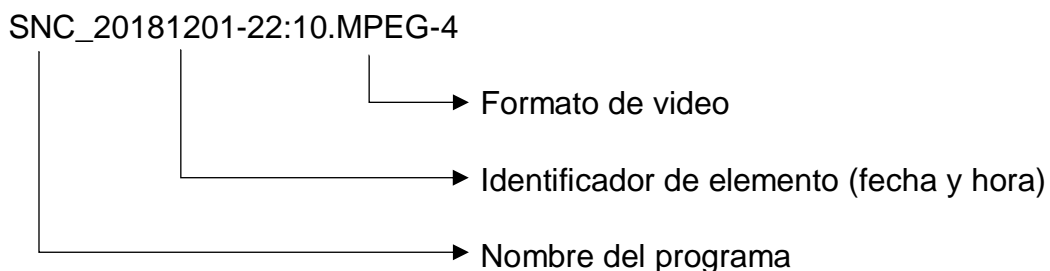 SNC_20181201-22:10.MPEG-4
Formato de video
Identificador de elemento (fecha y hora)
Nombre del programa